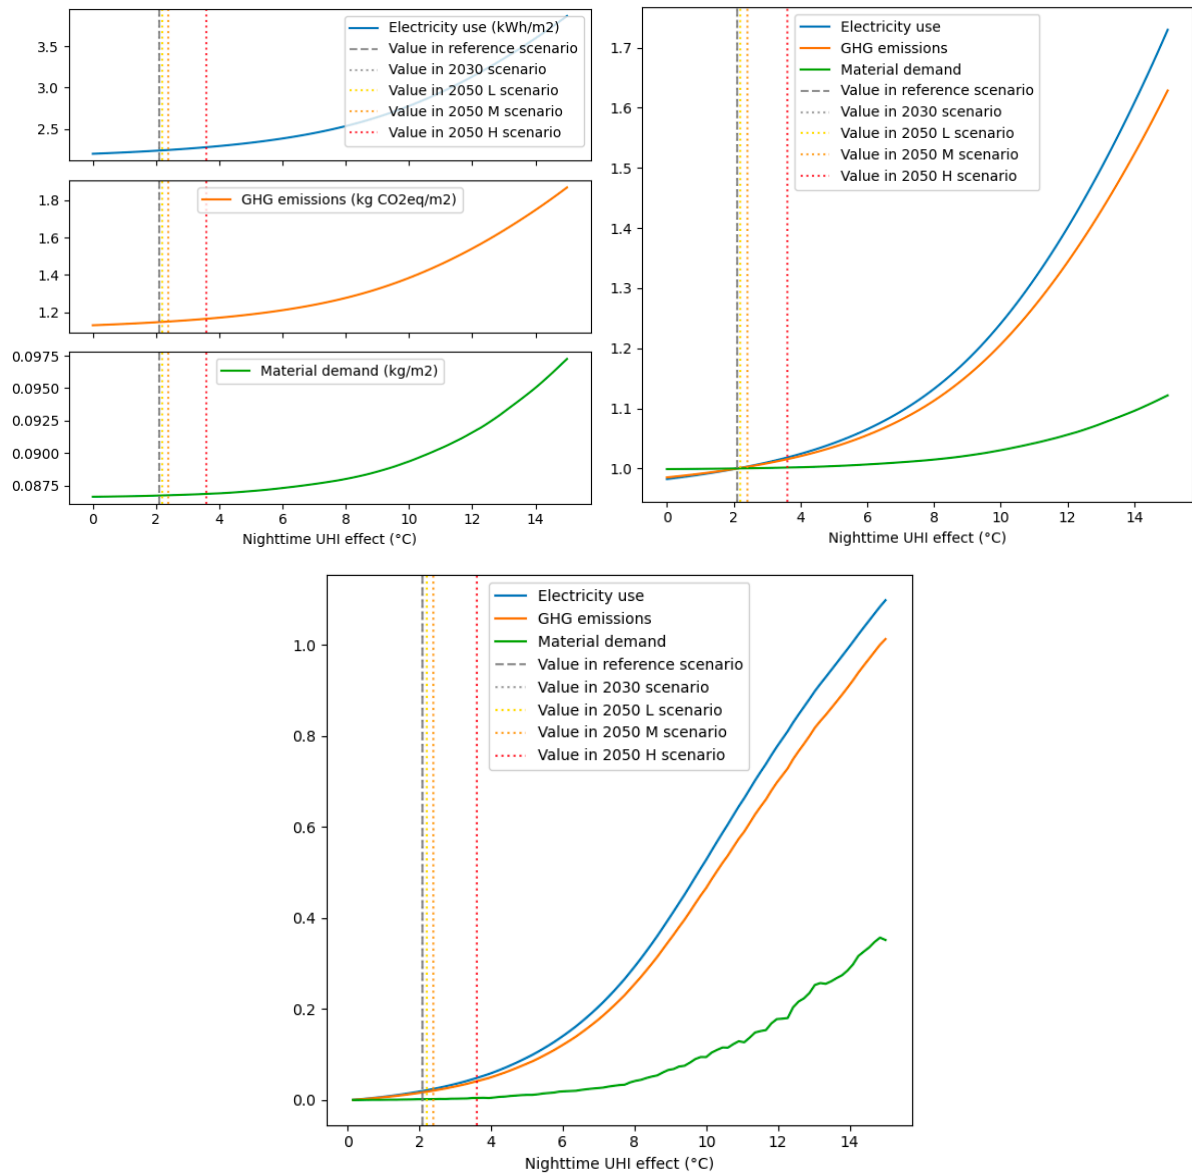 3.5
3.0
2.5
Electricity use (kWh/m2)
Value in reference scenario
Value in 2030 scenario
Value in 2050 L scenario
Value in 2050 M scenario
Value in 2050 H scenario
1.8
1.6
1.4
1.2
GHG emissions (kg CO2eq/m2)
0.0975
0.0950
0.0925
0.0900
0.0875
Material demand (kg/m2)
0 2 4 6 8 10 12 14
Nighttime UHI effect (°C)
1.7
1.6
1.5
1.4
1.3
1.2
1.1
1.0
Electricity use
GHG emissions
Material demand
Value in reference scenario
Value in 2030 scenario
Value in 2050 L scenario
Value in 2050 M scenario
Value in 2050 H scenario
0 2 4 6 8 10 12 14
Nighttime UHI effect (°C)
1.0
0.8
0.6
0.4
0.2
0.0
Electricity use
GHG emissions
Material demand
Value in reference scenario
Value in 2030 scenario
Value in 2050 L scenario
Value in 2050 M scenario
Value in 2050 H scenario
0 2 4 6 8 10 12 14
Nighttime UHI effect (°C)